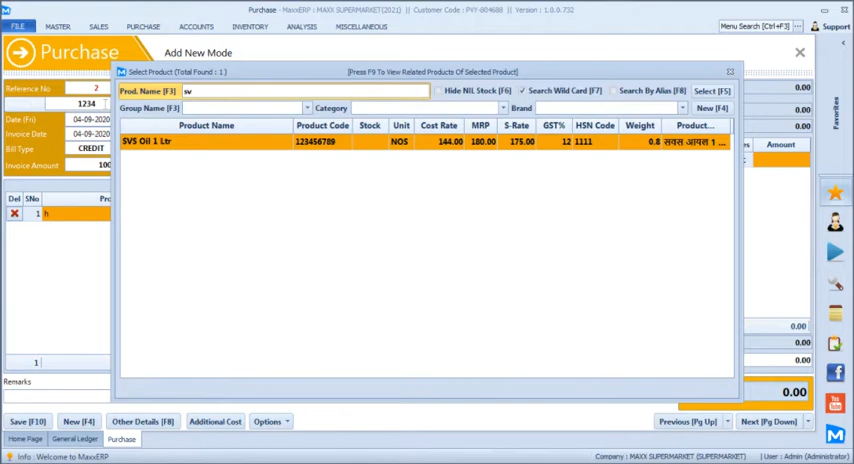 Purchase - MaxxERP : MAXX SUPERMARKET(2021) || Customer Code : PVY-804688 || Version : 1.0.0.732
FILE MASTER SALES PURCHASE ACCOUNTS INVENTORY ANALYSIS MISCELLANEOUS Menu Search [Ctrl+F3] ... Support
Purchase Add New Mode
Select Product (Total Found : 1 ) [Press F9 To View Related Products Of Selected Product]
Reference No 2
1234
Date (Fri) 04-09-2020
Invoice Date 04-09-2020
Bill Type CREDIT
Invoice Amount 100
Prod. Name [F3] sv Hide NIL Stock [F6] Search Wild Card [F7] Search By Alias [F8] Select [F5]
Group Name [F3] Category Brand New [F4]
Product Name Product Code Stock Unit Cost Rate MRP S-Rate GST% HSN Code Weight Product...
SVS Oil 1 Ltr 123456789 NOS 144.00 180.00 175.00 12 1111 0.8 सवस आयल 1 ...
0.00
0.00
0.00
es Amount
Favorites
Del SNo Pr
1 h
0.00
0.00
1 0.00
Remarks
0.00
Save [F10] New [F4] Other Details [F8] Additional Cost Options Previous [Pg Up] Next [Pg Down]
Home Page General Ledger Purchase
Info : Welcome to MaxxERP Company : MAXX SUPERMARKET (SUPERMARKET) User : Admin (Administrator)
You Tube